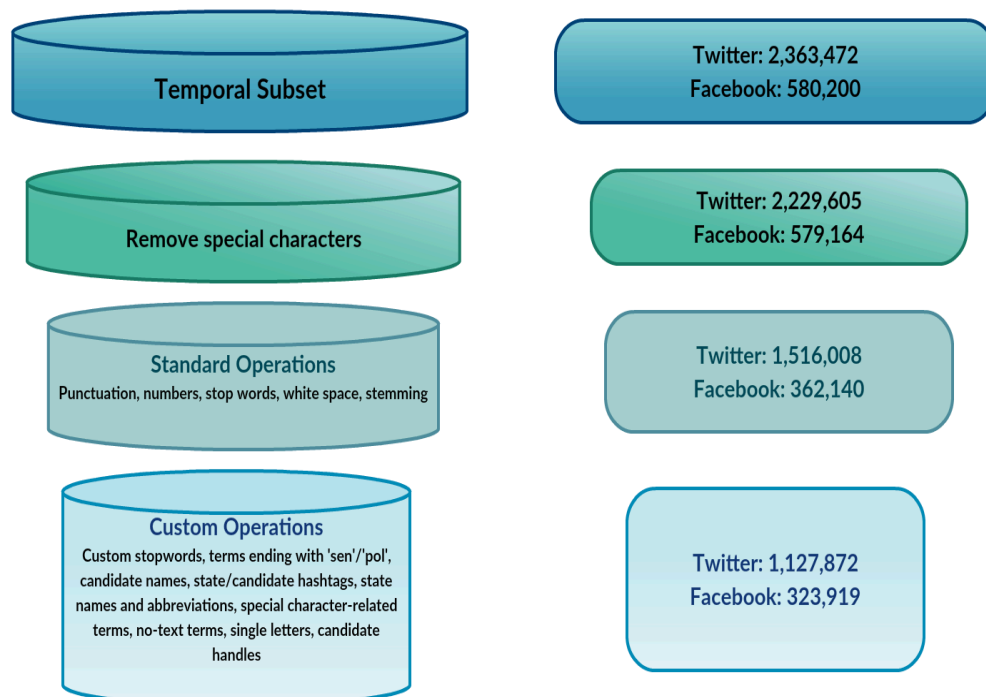 Temporal Subset
Twitter: 2,363,472
Facebook: 580,200
Remove special characters
Twitter: 2,229,605
Facebook: 579,164
Standard Operations
Punctuation, numbers, stop words, white space, stemming
Twitter: 1,516,008
Facebook: 362,140
Custom Operations
Custom stopwords, terms ending with 'sen'/'pol',
candidate names, state/candidate hashtags, state
names and abbreviations, special character-related
terms, no-text terms, single letters, candidate
handles
Twitter: 1,127,872
Facebook: 323,919